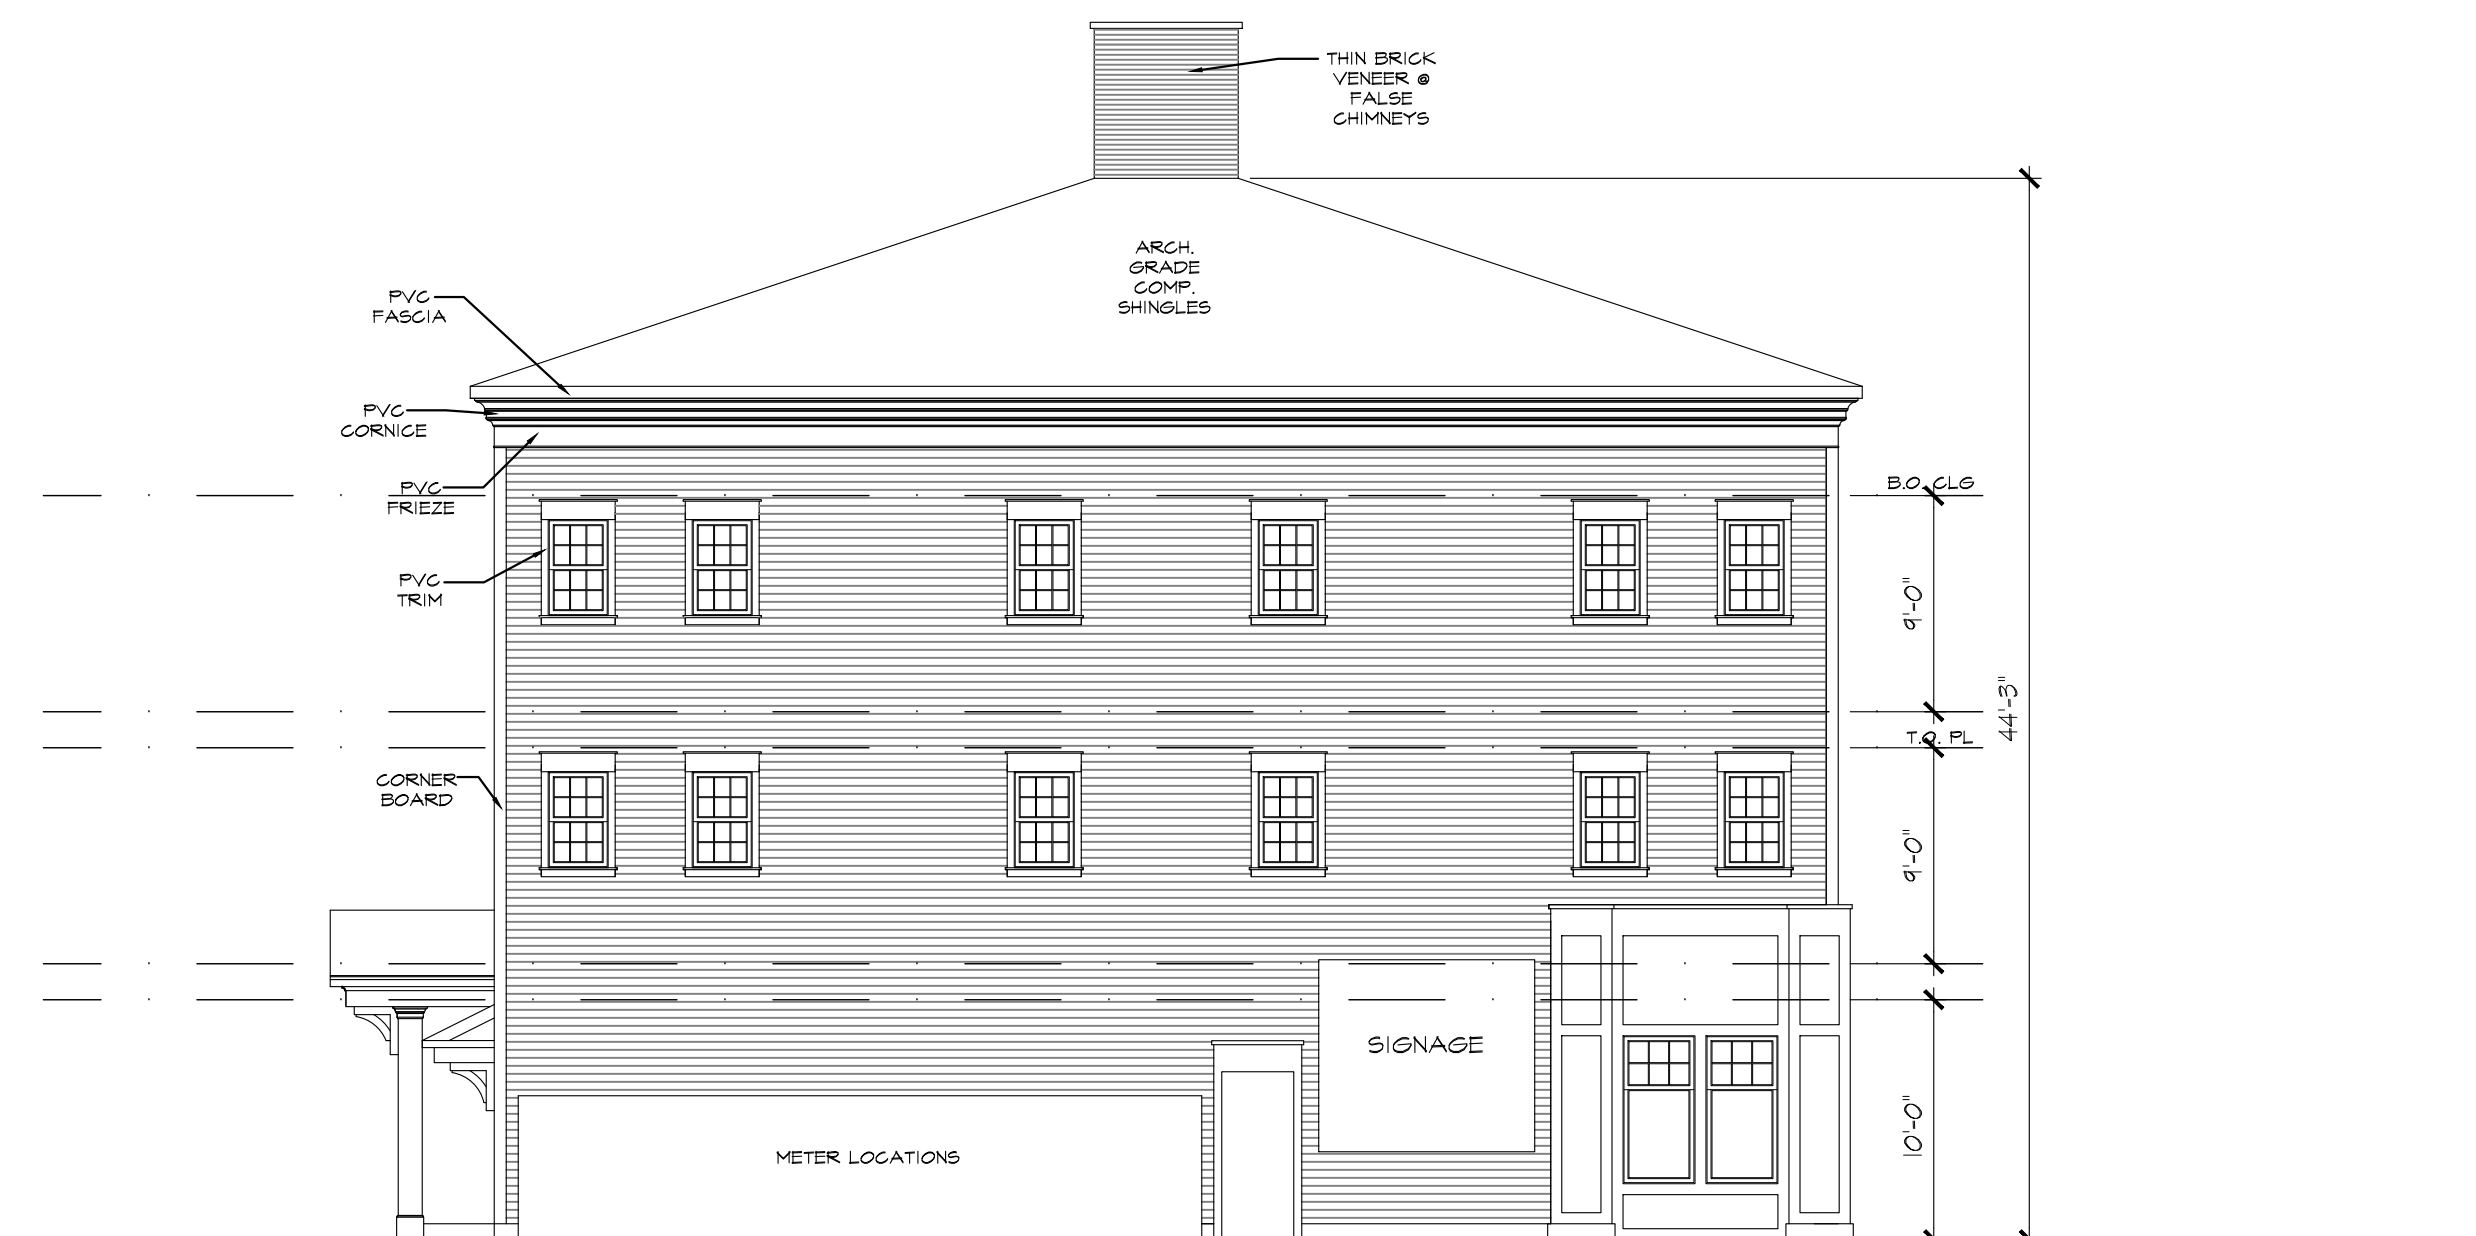 THIN BRICK
VENEER @
FALSE
CHIMNEYS
ARCH.
GRADE
COMP.
SHINGLES
PVC
FASCIA
PVC
CORNICE
PVC
FRIEZE
B.O. CLG
PVC
TRIM
9'-0"
44'-3"
T.O. PL
CORNER
BOARD
9'-0"
SIGNAGE
10'-0"
METER LOCATIONS